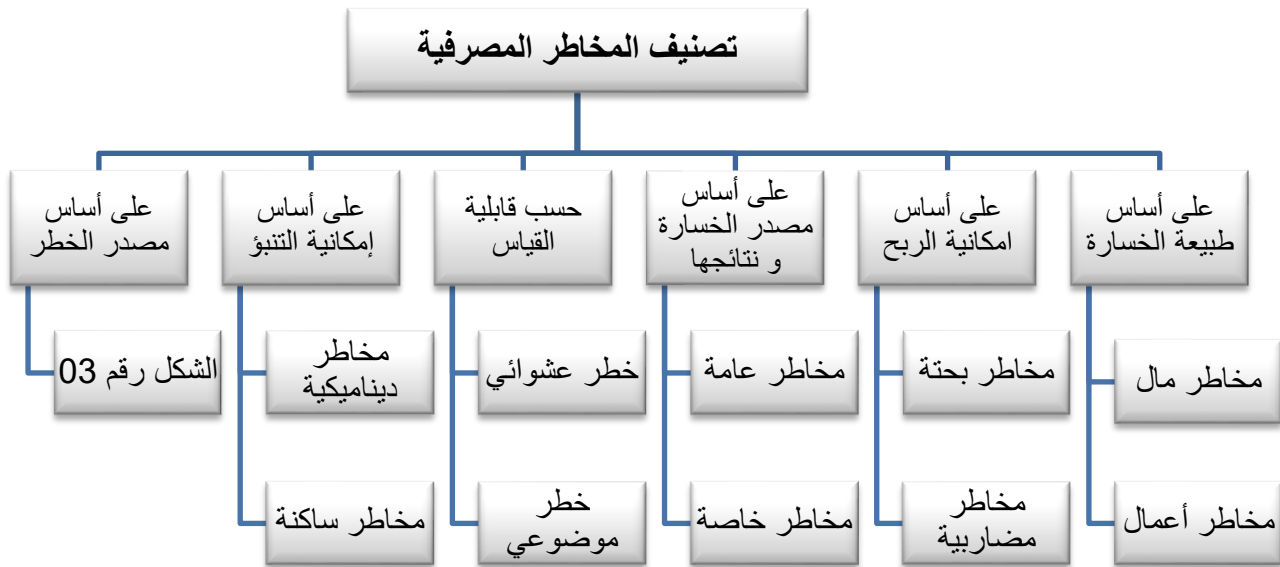 تصنيف المخاطر المصرفية
على أساس
طبيعة الخسارة
على أساس
امكانية الربح
على أساس
مصدر الخسارة
و نتائجها
حسب قابلية
القياس
على أساس
إمكانية التنبؤ
على أساس
مصدر الخطر
مخاطر مال
مخاطر بحتة
مخاطر عامة
خطر عشوائي
مخاطر
ديناميكية
الشكل رقم 03
مخاطر أعمال
مخاطر
مضاربية
مخاطر خاصة
خطر
موضوعي
مخاطر ساكنة